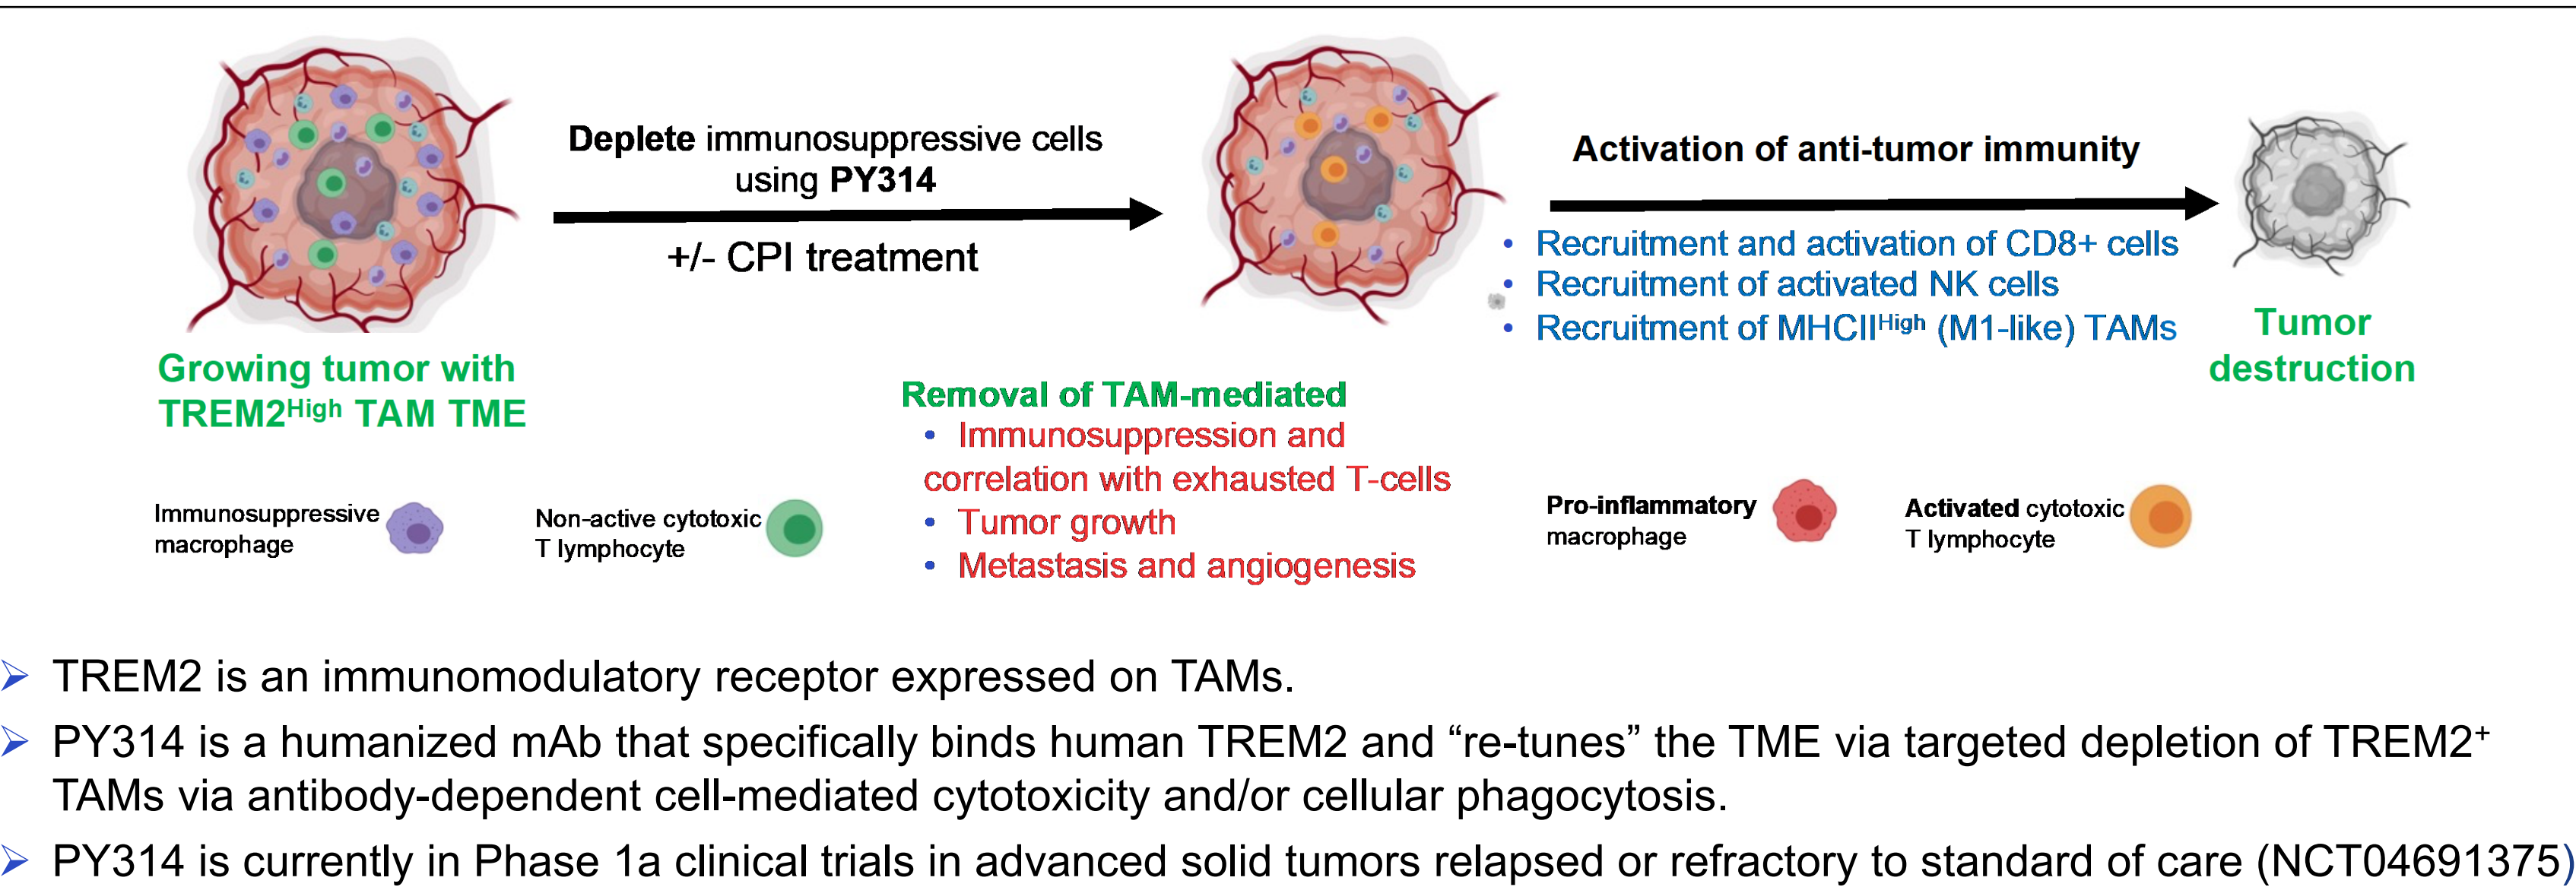 Deplete immunosuppressive cells
using PY314
+/- CPI treatment
Activation of anti-tumor immunity
• Recruitment and activation of CD8+ cells
• Recruitment of activated NK cells
• Recruitment of MHCIIHigh (M1-like) TAMs
Tumor
destruction
Growing tumor with
TREM2High TAM TME
Removal of TAM-mediated
• Immunosuppression and
correlation with exhausted T-cells
• Tumor growth
• Metastasis and angiogenesis
Immunosuppressive
macrophage
Non-active cytotoxic
T lymphocyte
Pro-inflammatory
macrophage
Activated cytotoxic
T lymphocyte
➢ TREM2 is an immunomodulatory receptor expressed on TAMs.
➢ PY314 is a humanized mAb that specifically binds human TREM2 and “re-tunes” the TME via targeted depletion of TREM2+
TAMs via antibody-dependent cell-mediated cytotoxicity and/or cellular phagocytosis.
➢ PY314 is currently in Phase 1a clinical trials in advanced solid tumors relapsed or refractory to standard of care (NCT04691375)